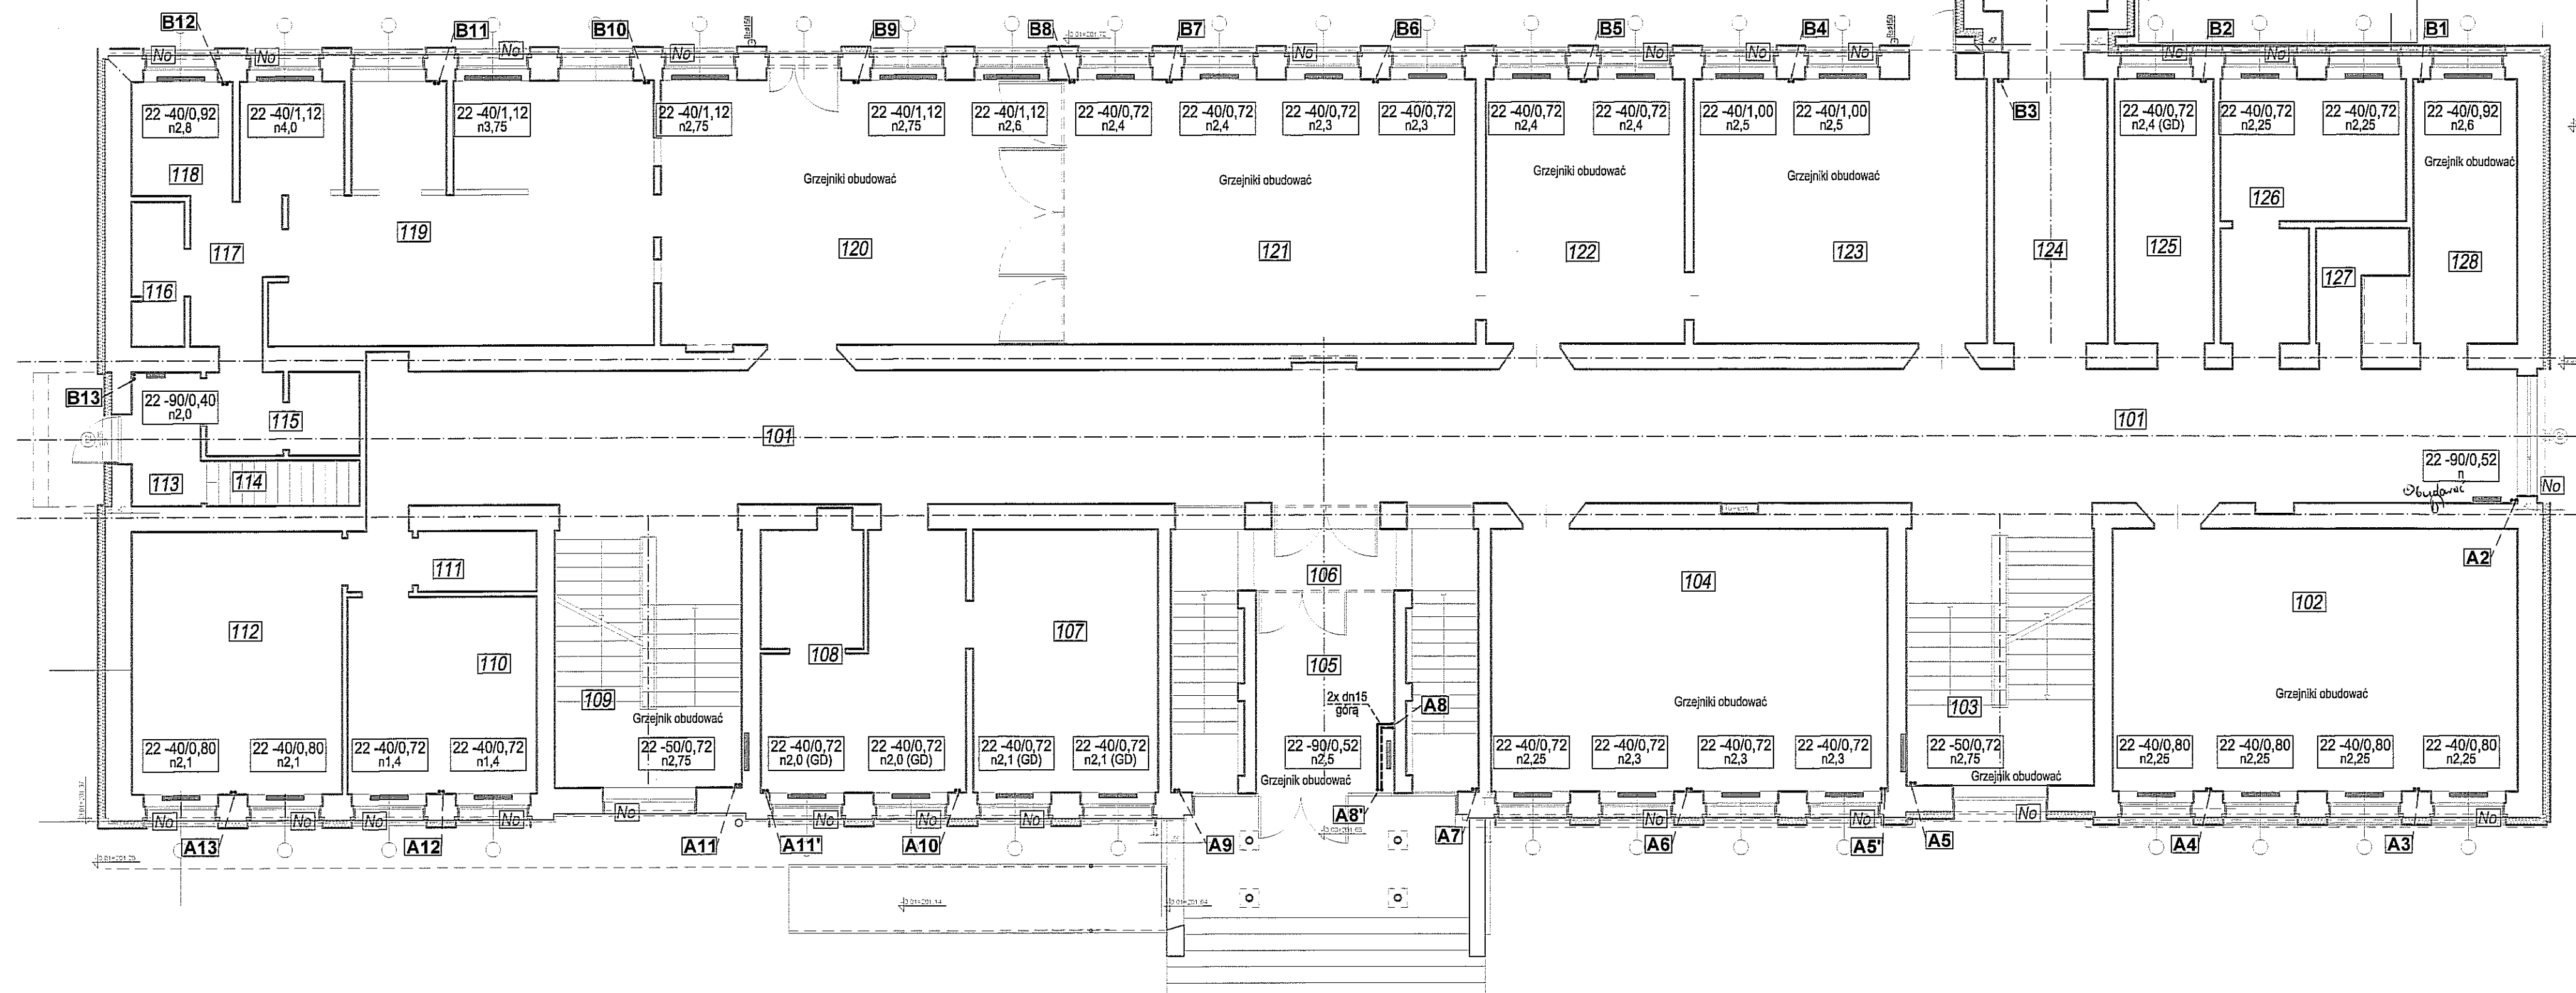 B12
B11
B10
B9
B8
B7
B6
B5
B4
B2
B1
No
No
No
No
No
No
No
No
No
No
22 -40/0,92
n2,8
22 -40/1,12
n4,0
22 -40/1,12
n3,75
22 -40/1,12
n2,75
22 -40/1,12
n2,75
22 -40/1,12
n2,6
22 -40/0,72
n2,4
22 -40/0,72
n2,4
22 -40/0,72
n2,3
22 -40/0,72
n2,3
22 -40/0,72
n2,4
22 -40/0,72
n2,4
22 -40/1,00
n2,5
22 -40/1,00
n2,5
B3
22 -40/0,72
n2,4 (GD)
22 -40/0,72
n2,25
22 -40/0,72
n2,25
22 -40/0,92
n2,6
118
Grzejniki obudować
Grzejniki obudować
Grzejniki obudować
Grzejniki obudować
Grzejnik obudować
117
119
120
121
122
123
124
125
126
127
128
116
B13
22 -90/0,40
n2,0
115
101
101
113
114
22 -90/0,52
n
Obudować
No
A2
111
106
104
102
112
110
108
107
105
109
103
Grzejnik obudować
2x dn15
górą
A8
Grzejniki obudować
Grzejniki obudować
22 -40/0,80
n2,1
22 -40/0,80
n2,1
22 -40/0,72
n1,4
22 -40/0,72
n1,4
22 -50/0,72
n2,75
22 -40/0,72
n2,0 (GD)
22 -40/0,72
n2,0 (GD)
22 -40/0,72
n2,1 (GD)
22 -40/0,72
n2,1 (GD)
22 -90/0,52
n2,5
Grzejnik obudować
22 -40/0,72
n2,25
22 -40/0,72
n2,3
22 -40/0,72
n2,3
22 -40/0,72
n2,3
22 -50/0,72
n2,75
Grzejnik obudować
22 -40/0,80
n2,25
22 -40/0,80
n2,25
22 -40/0,80
n2,25
22 -40/0,80
n2,25
No
No
No
No
No
No
No
No
No
No
A8'
A13
A12
A11
A11'
A10
A9
A7
A6
A5'
A5
A4
A3